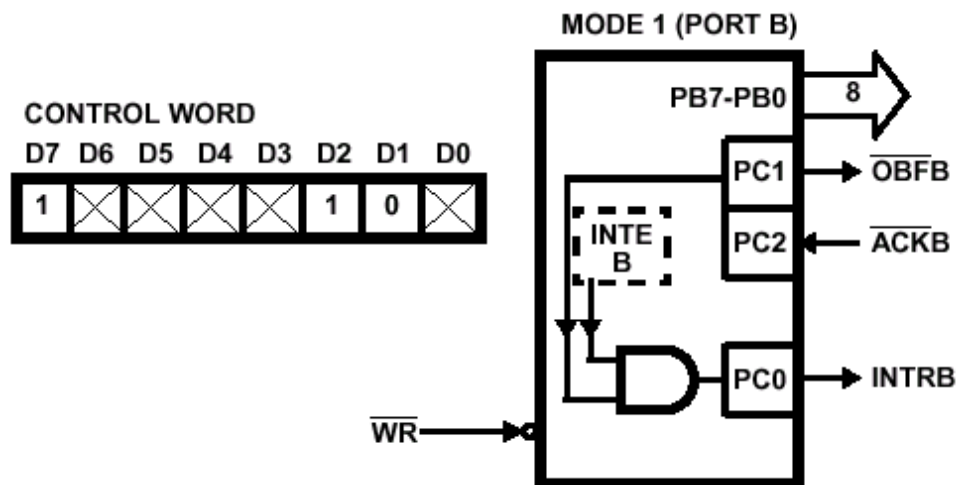 MODE 1 (PORT B)
CONTROL WORD
D7 D6 D5 D4 D3 D2 D1 D0
1 1 0
PB7-PB0
8
PC1
OBFB
INTE
B
PC2
ACKB
PC0
INTRB
WR